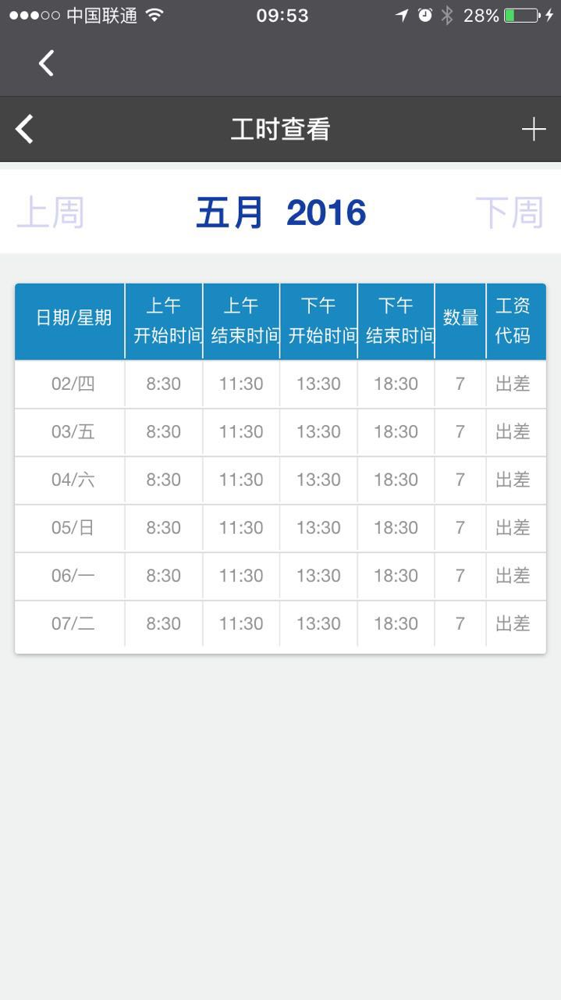 中国联通 09:53 28%
工时查看
上周 五月 2016 下周
日期/星期 上午 开始时间 上午 结束时间 下午 开始时间 下午 结束时间 数量 工资 代码
02/四 8:30 11:30 13:30 18:30 7 出差
03/五 8:30 11:30 13:30 18:30 7 出差
04/六 8:30 11:30 13:30 18:30 7 出差
05/日 8:30 11:30 13:30 18:30 7 出差
06/一 8:30 11:30 13:30 18:30 7 出差
07/二 8:30 11:30 13:30 18:30 7 出差